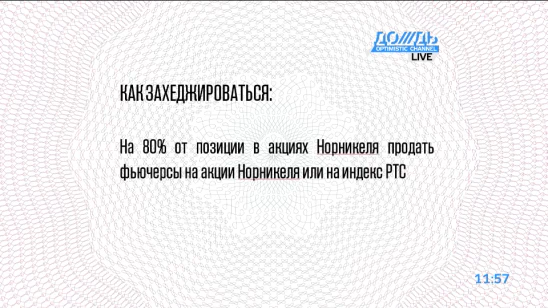 ДОЖДЬ
OPTIMISTIC CHANNEL
LIVE
КАК ЗАХЕДЖИРОВАТЬСЯ:
На 80% от позиции в акциях Норникеля продать
фьючерсы на акции Норникеля или на индекс РТС
11:57